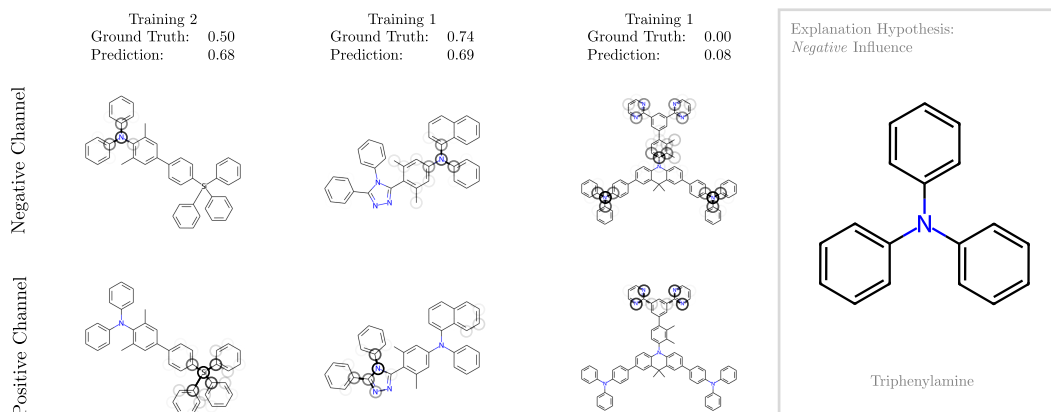 Training 2
Ground Truth: 0.50
Prediction: 0.68
Training 1
Ground Truth: 0.74
Prediction: 0.69
Training 1
Ground Truth: 0.00
Prediction: 0.08
Explanation Hypothesis:
Negative Influence
Negative Channel
Positive Channel
N
Si
N
N
N
N
N
Triphenylamine